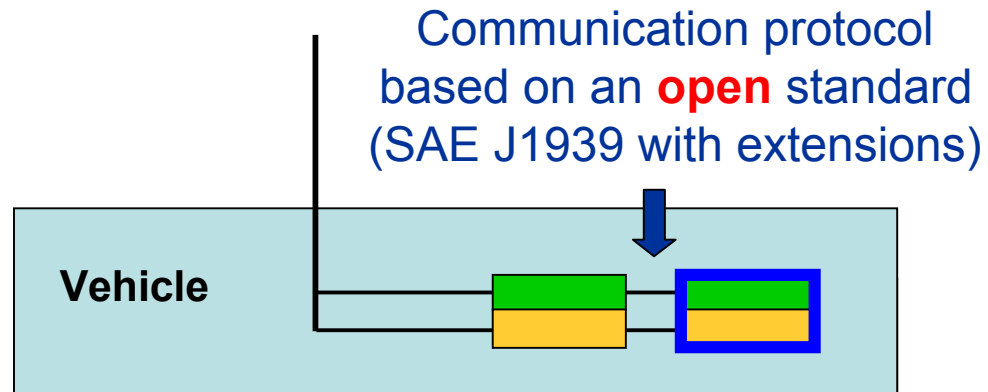 Communication protocol
based on an open standard
(SAE J1939 with extensions)
Vehicle